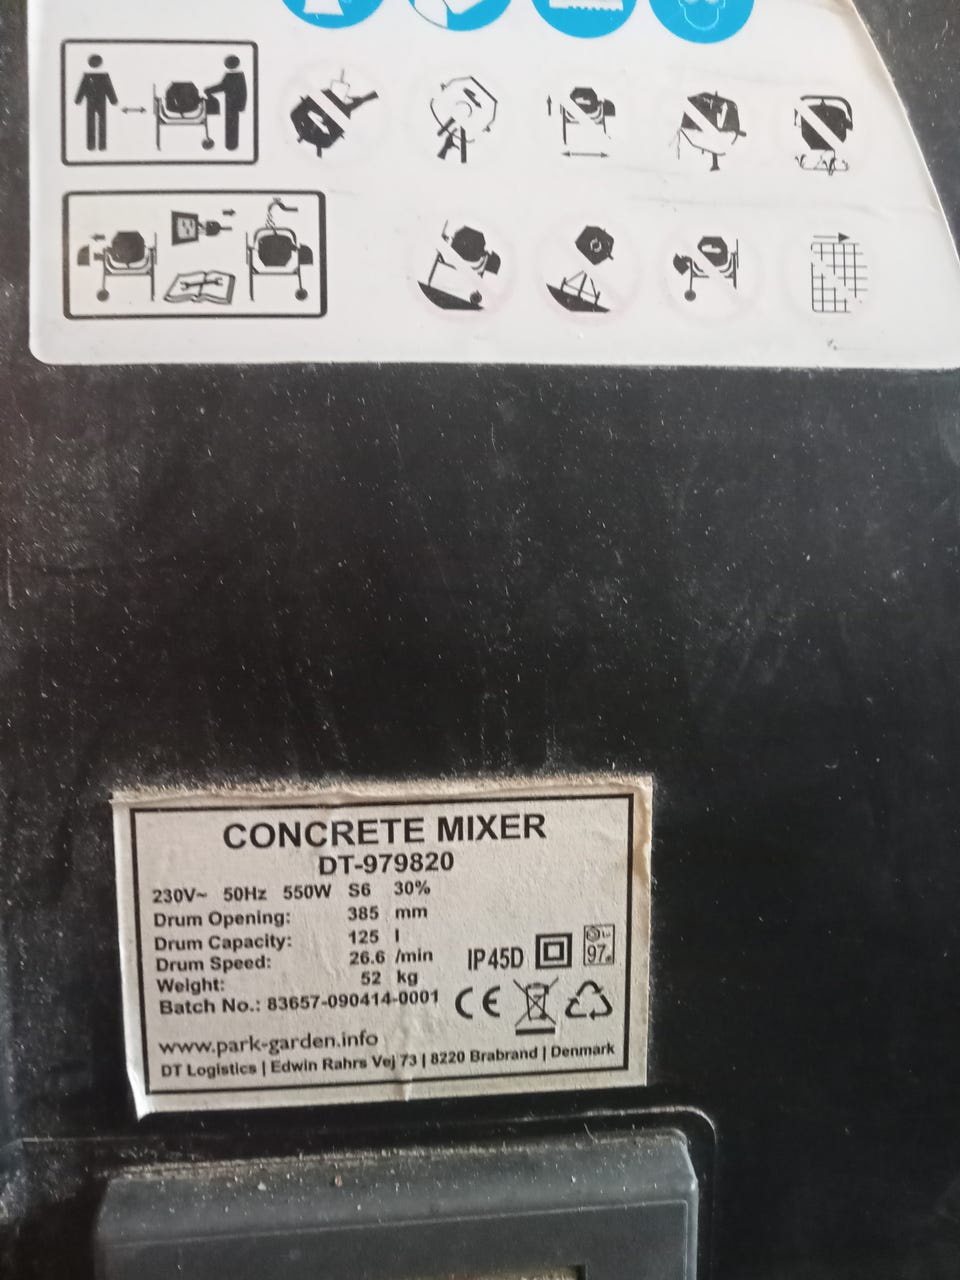 CONCRETE MIXER
DT-979820
230V~ 50Hz 550W S6 30%
Drum Opening: 385 mm
Drum Capacity: 125 l
Drum Speed: 26.6 /min
Weight: 52 kg
IP45D
97
Batch No.: 83657-090414-0001
CE
www.park-garden.info
DT Logistics | Edwin Rahrs Vej 73 | 8220 Brabrand | Denmark